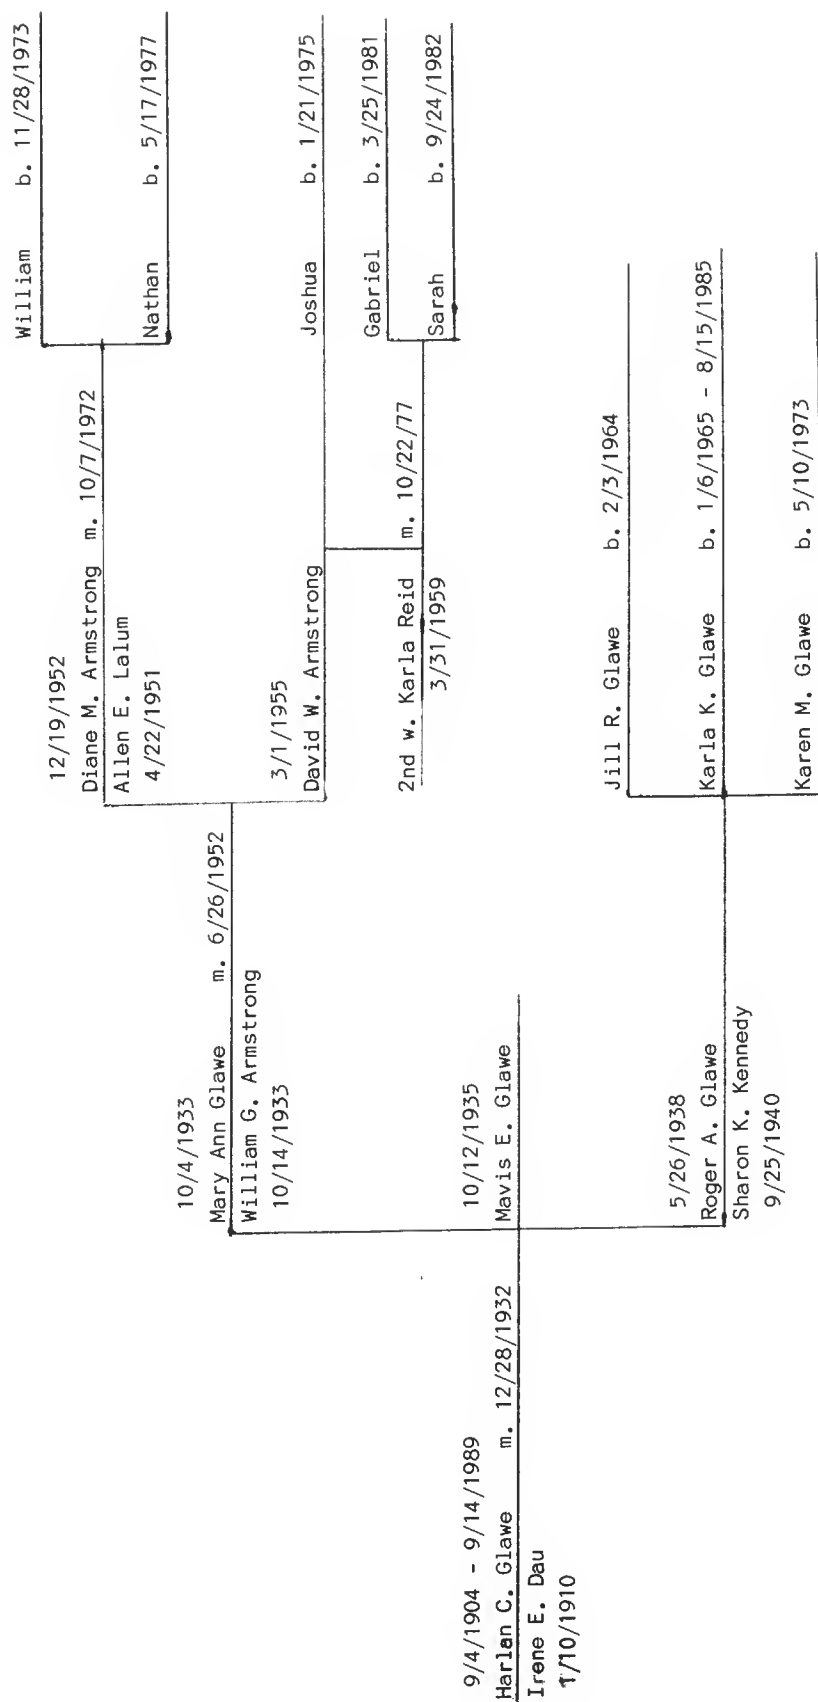 9/4/1904 - 9/14/1989
Harlan C. Glawe m. 12/28/1932
Irene E. Dau
7/10/1910
10/4/1933
Mary Ann Glawe m. 6/26/1952
William G. Armstrong
10/14/1933
10/12/1935
Mavis E. Glawe
5/26/1938
Roger A. Glawe
Sharon K. Kennedy
9/25/1940
12/19/1952
Diane M. Armstrong m. 10/7/1972
Allen E. Lalum
4/22/1951
3/1/1955
David W. Armstrong
2nd w. Karla Reid m. 10/22/77
3/31/1959
Jill R. Glawe b. 2/3/1964
Karla K. Glawe b. 1/6/1965 - 8/15/1985
Karen M. Glawe b. 5/10/1973
William b. 11/28/1973
Nathan b. 5/17/1977
Joshua b. 1/21/1975
Gabriel b. 3/25/1981
Sarah b. 9/24/1982